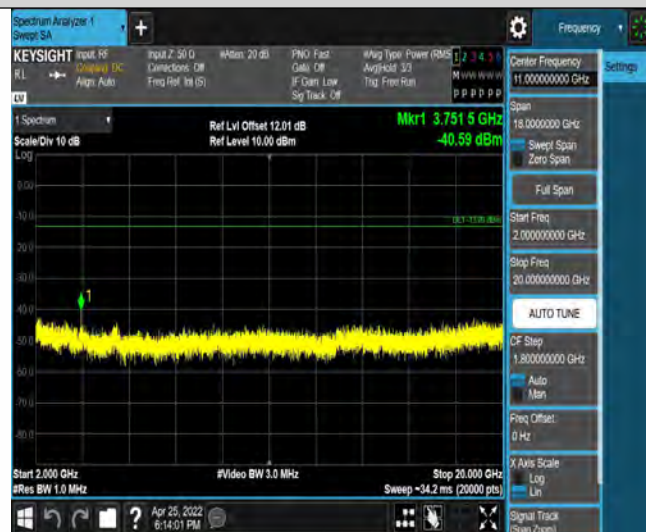 Spectrum Analyzer 1
Swept SA
Frequency
KEYSIGHT
RL
Input: RF
Coupling: DC
Align: Auto
Input Z: 50 Ω
Corrections: Off
Freq Ref: Int (S)
#Atten: 20 dB
PNO: Fast
Gate: Off
IF Gain: Low
Sig Track: Off
#Avg Type: Power (RMS
Avg|Hold: 3/3
Trig: Free Run
1 2 3 4 5 6
M W W W W W
P P P P P P
LM
1 Spectrum
Scale/Div 10 dB
Log
Ref Lvl Offset 12.01 dB
Ref Level 10.00 dBm
Mkr1 3.751 5 GHz
-40.59 dBm
0.00
-10.0
-20.0
-30.0
-40.0
-50.0
-60.0
-70.0
-80.0
1
Start 2.000 GHz
#Res BW 1.0 MHz
#Video BW 3.0 MHz
Stop 20.000 GHz
Sweep ~34.2 ms (20000 pts)
Apr 25, 2022
6:14:01 PM
Center Frequency
11.000000000 GHz
Settings
Span
18.0000000 GHz
Swept Span
Zero Span
Full Span
Start Freq
2.000000000 GHz
Stop Freq
20.000000000 GHz
AUTO TUNE
CF Step
1.800000000 GHz
Auto
Man
Freq Offset
0 Hz
X Axis Scale
Log
Lin
Signal Track
(Span Zoom)